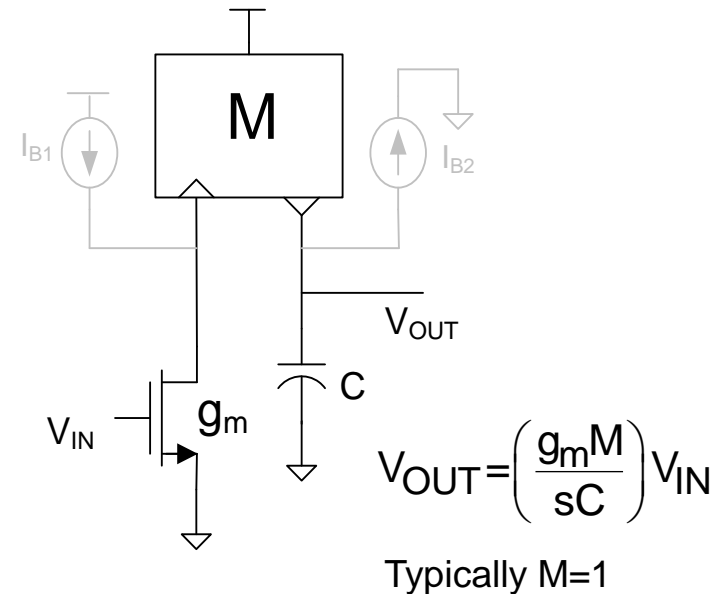 M
I_B1
I_B2
V_OUT
C
g_m
V_IN
V_OUT = (g_m M / sC) V_IN
Typically M=1